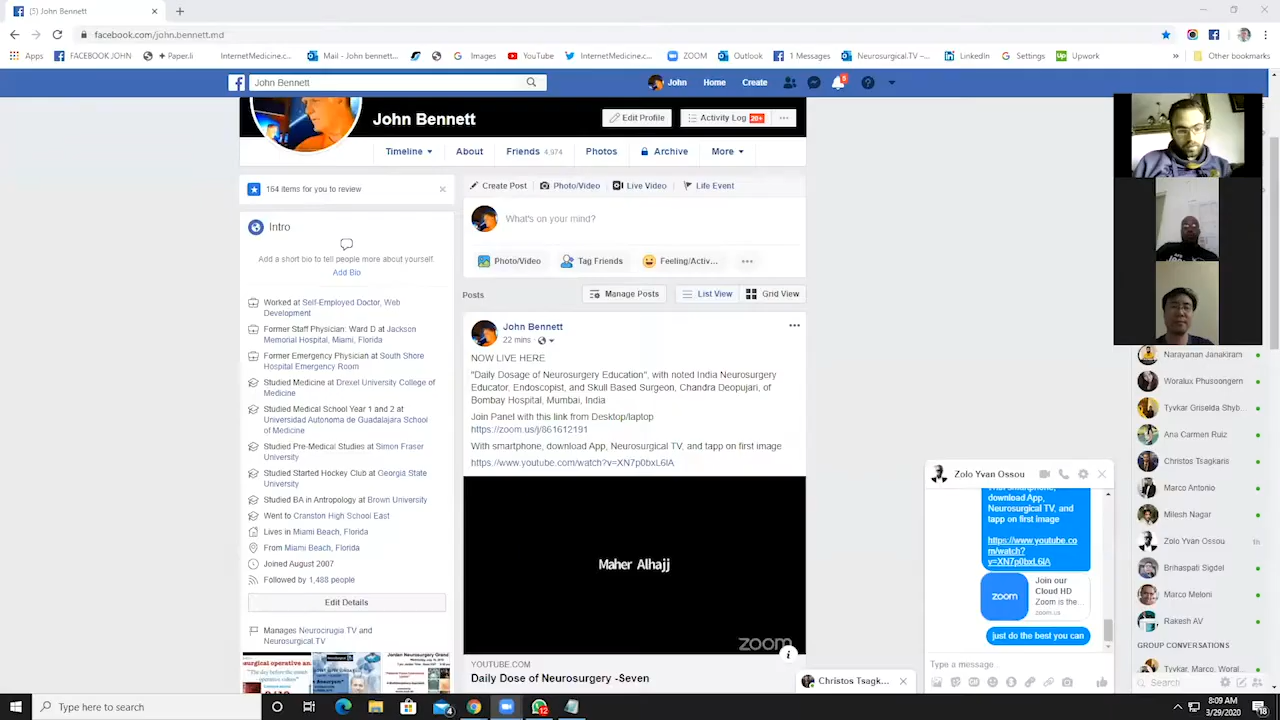 (5) John Bennett
facebook.com/john.bennett.md
Apps
FACEBOOK JOHN
+ Paper.li
InternetMedicine.c...
Mail - John bennett...
Images
YouTube
InternetMedicine.c...
ZOOM
Outlook
1 Messages
Neurosurgical.TV –...
LinkedIn
Settings
Upwork
Other bookmarks
John Bennett
John
Home
Create
John Bennett
Edit Profile
Activity Log 20+
Timeline
About
Friends 4,974
Photos
Archive
More
164 items for you to review
Intro
Add a short bio to tell people more about yourself.
Add Bio
Worked at Self-Employed Doctor, Web
Development
Former Staff Physician: Ward D at Jackson
Memorial Hospital, Miami, Florida
Former Emergency Physician at South Shore
Hospital Emergency Room
Studied Medicine at Drexel University College of
Medicine
Studied Medical School Year 1 and 2 at
Universidad Autonoma de Guadalajara School
of Medicine
Studied Pre-Medical Studies at Simon Fraser
University
Studied Started Hockey Club at Georgia State
University
Studied BA in Antropology at Brown University
Went to Cranston High School East
Lives in Miami Beach, Florida
From Miami Beach, Florida
Joined August 2007
Followed by 1,488 people
Edit Details
Manages Neurocirugia TV and
Neurosurgical TV
Create Post
Photo/Video
Live Video
Life Event
What's on your mind?
Photo/Video
Tag Friends
Feeling/Activ...
Posts
Manage Posts
List View
Grid View
John Bennett
22 mins
NOW LIVE HERE
"Daily Dosage of Neurosurgery Education", with noted India Neurosurgery
Educator, Endoscopist, and Skull Based Surgeon, Chandra Deopujari, of
Bombay Hospital, Mumbai, India
Join Panel with this link from Desktop/laptop
https://zoom.us/j/861612191
With smartphone, download App, Neurosurgical TV, and tapp on first image
https://www.youtube.com/watch?v=XN7p0bxL6lA
Maher Alhajj
zoom
YOUTUBE.COM
Daily Dose of Neurosurgery -Seven
Christos Tsagk...
Zolo Yvan Ossou
download App,
Neurosurgical TV, and
tapp on first image
https://www.youtube.co
m/watch?
v=XN7p0bxL6lA
zoom
Join our
Cloud HD
Zoom is the...
zoom.us
just do the best you can
Type a message...
Narayanan Janakiram
Woralux Phusoongern
Tyvkar Griselda Shyb...
Ana Carmen Ruiz
Christos Tsagkaris
Marco Antonio
Milesh Nagar
Zolo Yvan Ossou
1h
Brihaspati Sigdel
Marco Meloni
Rakesh AV
GROUP CONVERSATIONS
Tyvkar, Marco, Woral...
Search
Type here to search
8:09 AM
3/29/2020
18